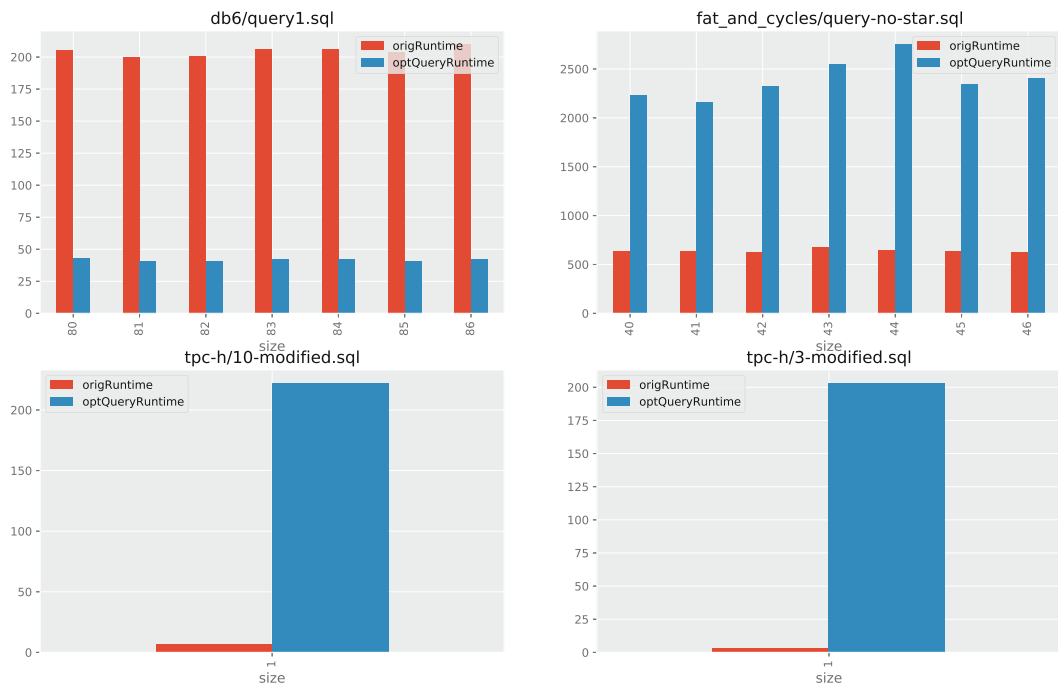 db6/query1.sql
200
175
150
125
100
75
50
25
0
origRuntime
optQueryRuntime
80
81
82
83
84
85
86
size
fat_and_cycles/query-no-star.sql
2500
2000
1500
1000
500
0
origRuntime
optQueryRuntime
40
41
42
43
44
45
46
size
tpc-h/10-modified.sql
200
150
100
50
0
origRuntime
optQueryRuntime
1
size
tpc-h/3-modified.sql
200
175
150
125
100
75
50
25
0
origRuntime
optQueryRuntime
1
size